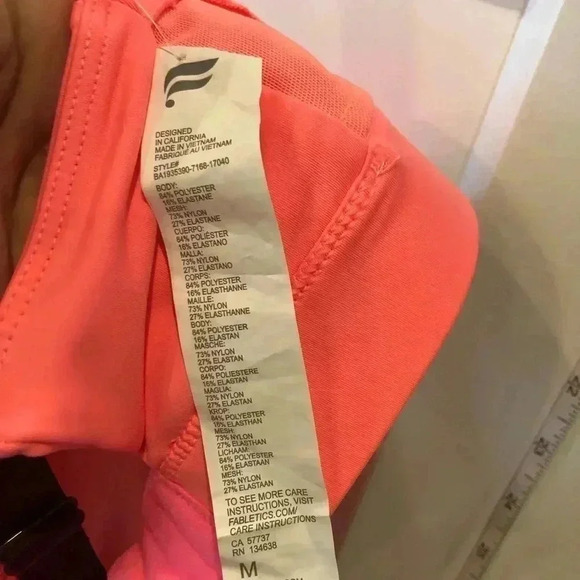 DESIGNED
IN CALIFORNIA
MADE IN VIETNAM
FABRIQUÉ AU VIETNAM
STYLE#
BA1935390-7168-17040
BODY:
84% POLYESTER
16% ELASTANE
MESH:
73% NYLON
27% ELASTANE
CUERPO:
84% POLIÉSTER
16% ELASTANO
MALLA:
73% NYLON
27% ELASTANO
CORPS:
84% POLYESTER
16% ELASTHANNE
MAILLE:
73% NYLON
27% ELASTHANNE
BODY:
84% POLYESTER
16% ELASTAN
MASCHE:
73% NYLON
27% ELASTAN
CORPO:
84% POLIESTERE
16% ELASTAN
MAGLIA:
73% NYLON
27% ELASTAN
KROP:
84% POLYESTER
16% ELASTHAN
MESH:
73% NYLON
27% ELASTHAN
LICHAAM:
84% POLYESTER
16% ELASTAAN
MESH:
73% NYLON
27% ELASTAAN
TO SEE MORE CARE
INSTRUCTIONS, VISIT
FABLETICS.COM/
CARE INSTRUCTIONS
CA 57737
RN 134638
M